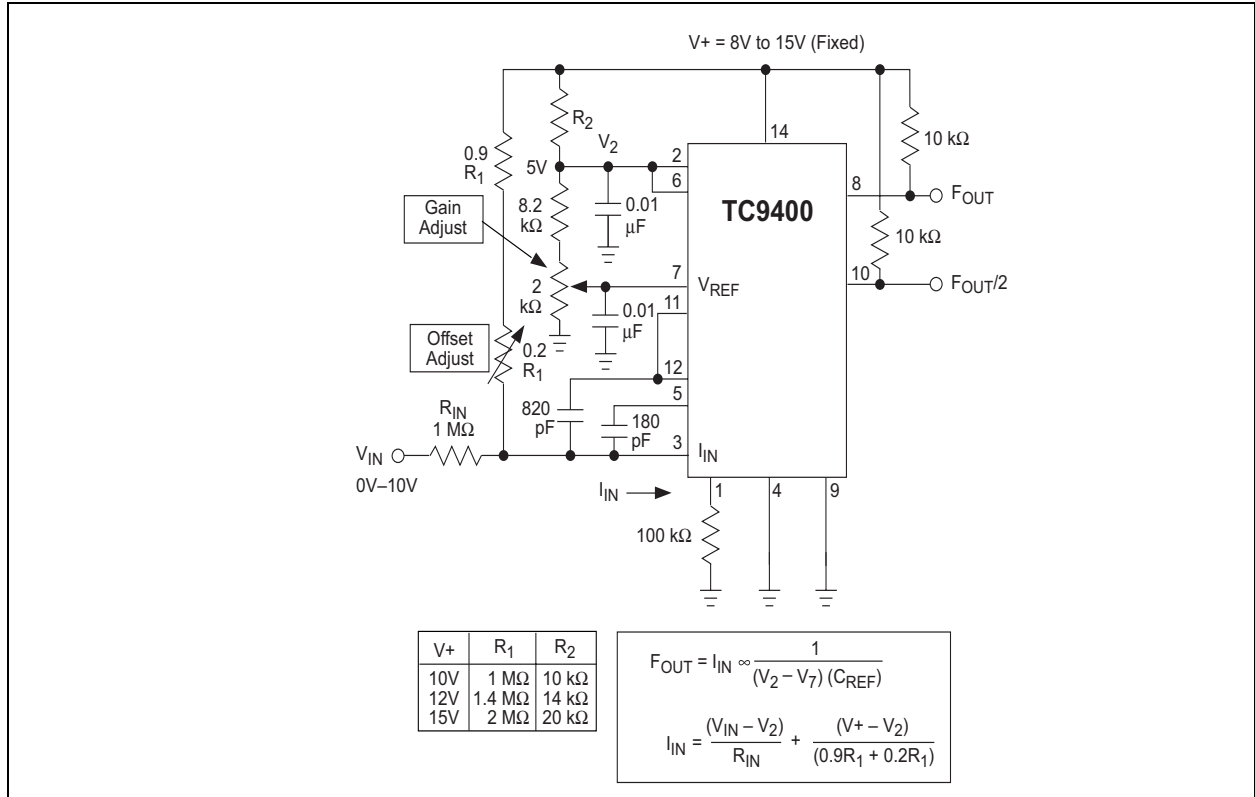 V+ = 8V to 15V (Fixed)
R2
14
10 kΩ
0.9
R1
5V
V2
2
6
8
FOUT
Gain
Adjust
8.2
kΩ
0.01
µF
TC9400
10 kΩ
2
kΩ
7
VREF
10
FOUT/2
11
0.01
µF
Offset
Adjust
0.2
R1
12
820
pF
5
180
pF
RIN
1 MΩ
3
IIN
VIN
0V–10V
IIN
1
4
9
100 kΩ
V+ R1 R2
10V 1 MΩ 10 kΩ
12V 1.4 MΩ 14 kΩ
15V 2 MΩ 20 kΩ
FOUT = IIN ∞ 1 / (V2 – V7) (CREF)
IIN = (VIN – V2) / RIN + (V+ – V2) / (0.9R1 + 0.2R1)